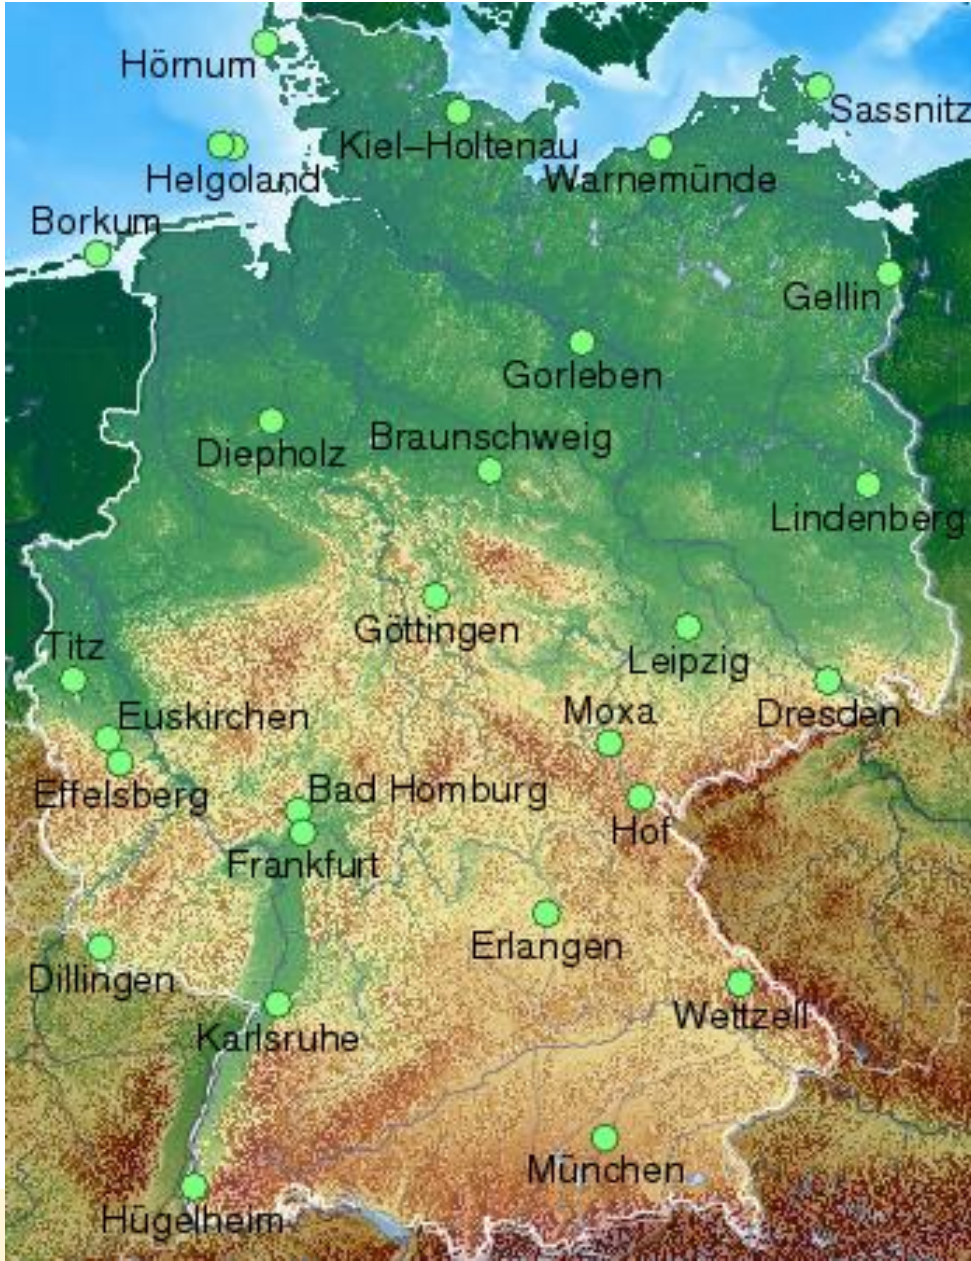 Hörnum
Sassnitz
Kiel–Holtenau
Helgoland
Warnemünde
Borkum
Gellin
Gorleben
Braunschweig
Diepholz
Lindenberg
Göttingen
Titz
Leipzig
Euskirchen
Moxa
Dresden
Effelsberg
Bad Homburg
Hof
Frankfurt
Erlangen
Dillingen
Wettzell
Karlsruhe
München
Hügelheim